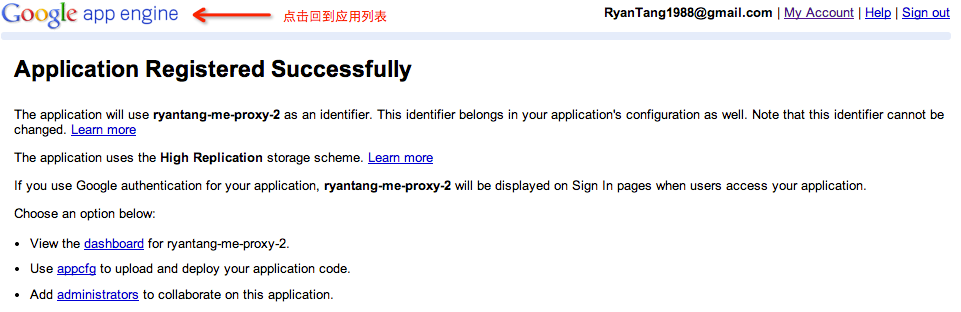 Google app engine 点击回到应用列表 RyanTang1988@gmail.com | My Account | Help | Sign out
Application Registered Successfully
The application will use ryantang-me-proxy-2 as an identifier. This identifier belongs in your application's configuration as well. Note that this identifier cannot be
changed. Learn more
The application uses the High Replication storage scheme. Learn more
If you use Google authentication for your application, ryantang-me-proxy-2 will be displayed on Sign In pages when users access your application.
Choose an option below:
• View the dashboard for ryantang-me-proxy-2.
• Use appcfg to upload and deploy your application code.
• Add administrators to collaborate on this application.